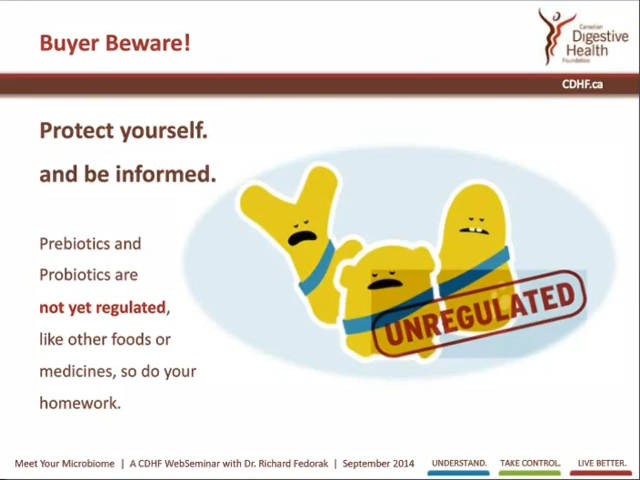 Buyer Beware!
Canadian
Digestive
Health
Foundation
CDHF.ca
Protect yourself.
and be informed.
Prebiotics and
Probiotics are
not yet regulated,
like other foods or
medicines, so do your
homework.
UNREGULATED
Meet Your Microbiome | A CDHF WebSeminar with Dr. Richard Fedorak | September 2014
UNDERSTAND. TAKE CONTROL. LIVE BETTER.